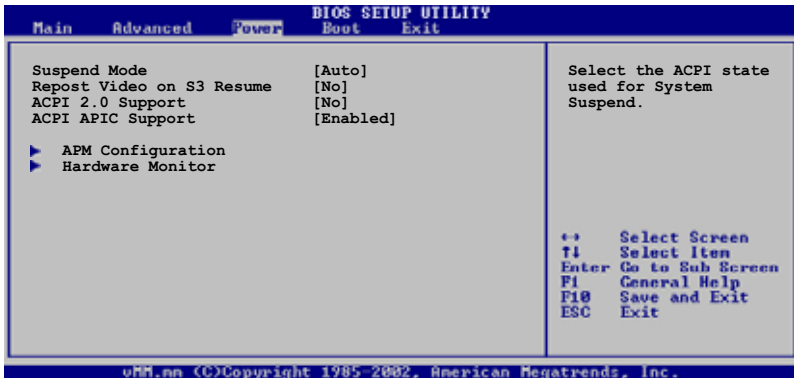 BIOS SETUP UTILITY
Main Advanced Power Boot Exit
Suspend Mode [Auto]
Repost Video on S3 Resume [No]
ACPI 2.0 Support [No]
ACPI APIC Support [Enabled]
APM Configuration
Hardware Monitor
Select the ACPI state
used for System
Suspend.
↔ Select Screen
↑↓ Select Item
Enter Go to Sub Screen
F1 General Help
F10 Save and Exit
ESC Exit
vMM.mm (C)Copyright 1985-2002, American Megatrends, Inc.